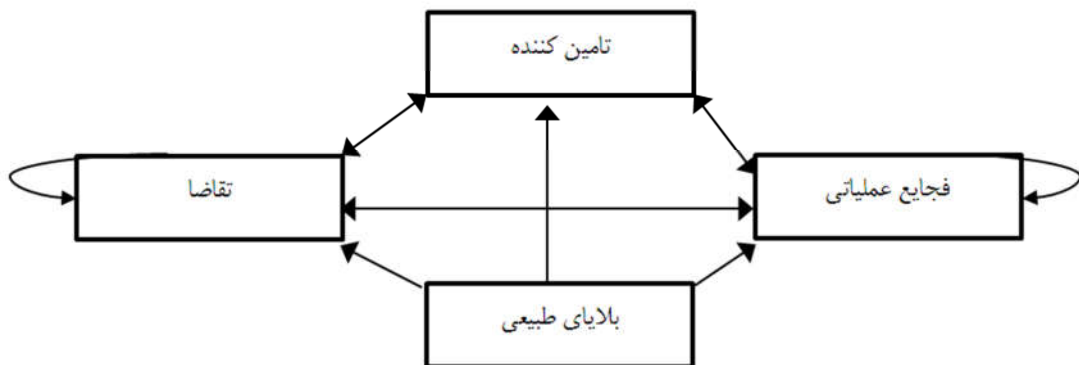 تامین کننده
تقاضا
فجایع عملیاتی
بلایای طبیعی